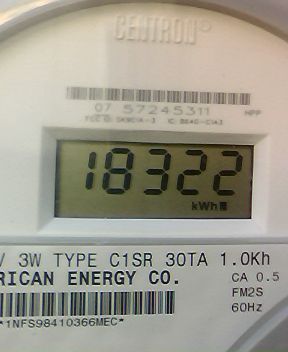 CENTRON®
07 57245311 HPP
18322
kWh
V 3W TYPE C1SR 30TA 1.0Kh
RICAN ENERGY CO. CA 0.5
FM2S
60Hz
*1NFS98410366MEC*